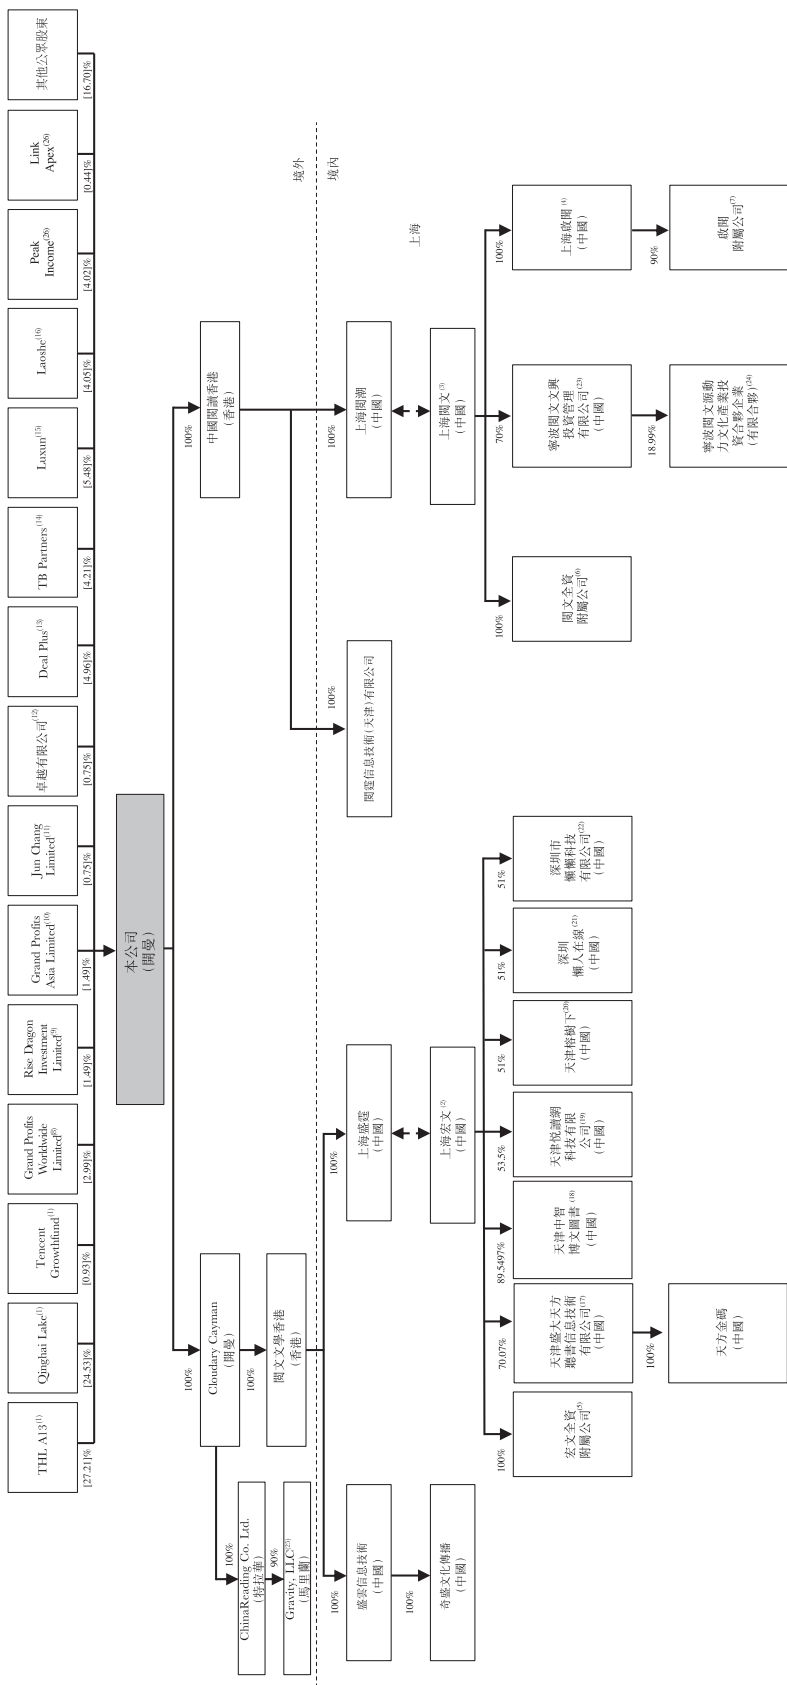 THL A13(1)
Qinghai Lake(1)
Tencent
Growthfund(1)
Grand Profits
Worldwide
Limited(8)
Rise Dragon
Investment
Limited(9)
Grand Profits
Asia Limited(10)
Jun Chang
Limited(11)
卓越有限公司(12)
Deal Plus(13)
TB Partners(14)
Luxun(15)
Laoshe(16)
Peak
Income(26)
Link
Apex(26)
其他公眾股東
[27.21]%
[24.53]%
[0.93]%
[2.99]%
[1.49]%
[1.49]%
[0.75]%
[0.75]%
[4.96]%
[4.21]%
[5.48]%
[4.05]%
[4.02]%
[0.44]%
[16.70]%
本公司
(開曼)
100%
100%
Cloudary Cayman
(開曼)
中國閱讀香港
(香港)
100%
100%
ChinaReading Co. Ltd.
(特拉華)
閱文文學香港
(香港)
90%
Gravity, LLC(25)
(馬里蘭)
境外
境內
100%
100%
100%
100%
盛雲信息技術
(中國)
上海盛霆
(中國)
閱霆信息技術(天津)有限公司
上海閱潮
(中國)
上海
100%
奇盛文化傳播
(中國)
上海宏文(2)
(中國)
上海閱文(3)
(中國)
100%
70.07%
89.5497%
53.5%
51%
51%
51%
100%
70%
100%
宏文全資
附屬公司(5)
天津盛大天方
聽書信息技術
有限公司(17)
(中國)
天津中智
博文圖書(18)
(中國)
天津悅讀網
科技有限
公司(19)
(中國)
天津榕樹下(20)
(中國)
深圳
懶人在線(21)
(中國)
深圳市
懶懶科技
有限公司(22)
(中國)
閱文全資
附屬公司(6)
寧波閱文文興
投資管理
有限公司(23)
(中國)
上海啟閱(4)
(中國)
100%
18.99%
90%
天方金碼
(中國)
寧波閱文源動
力文化產業投
資合夥企業
(有限合夥)(24)
啟閱
附屬公司(7)